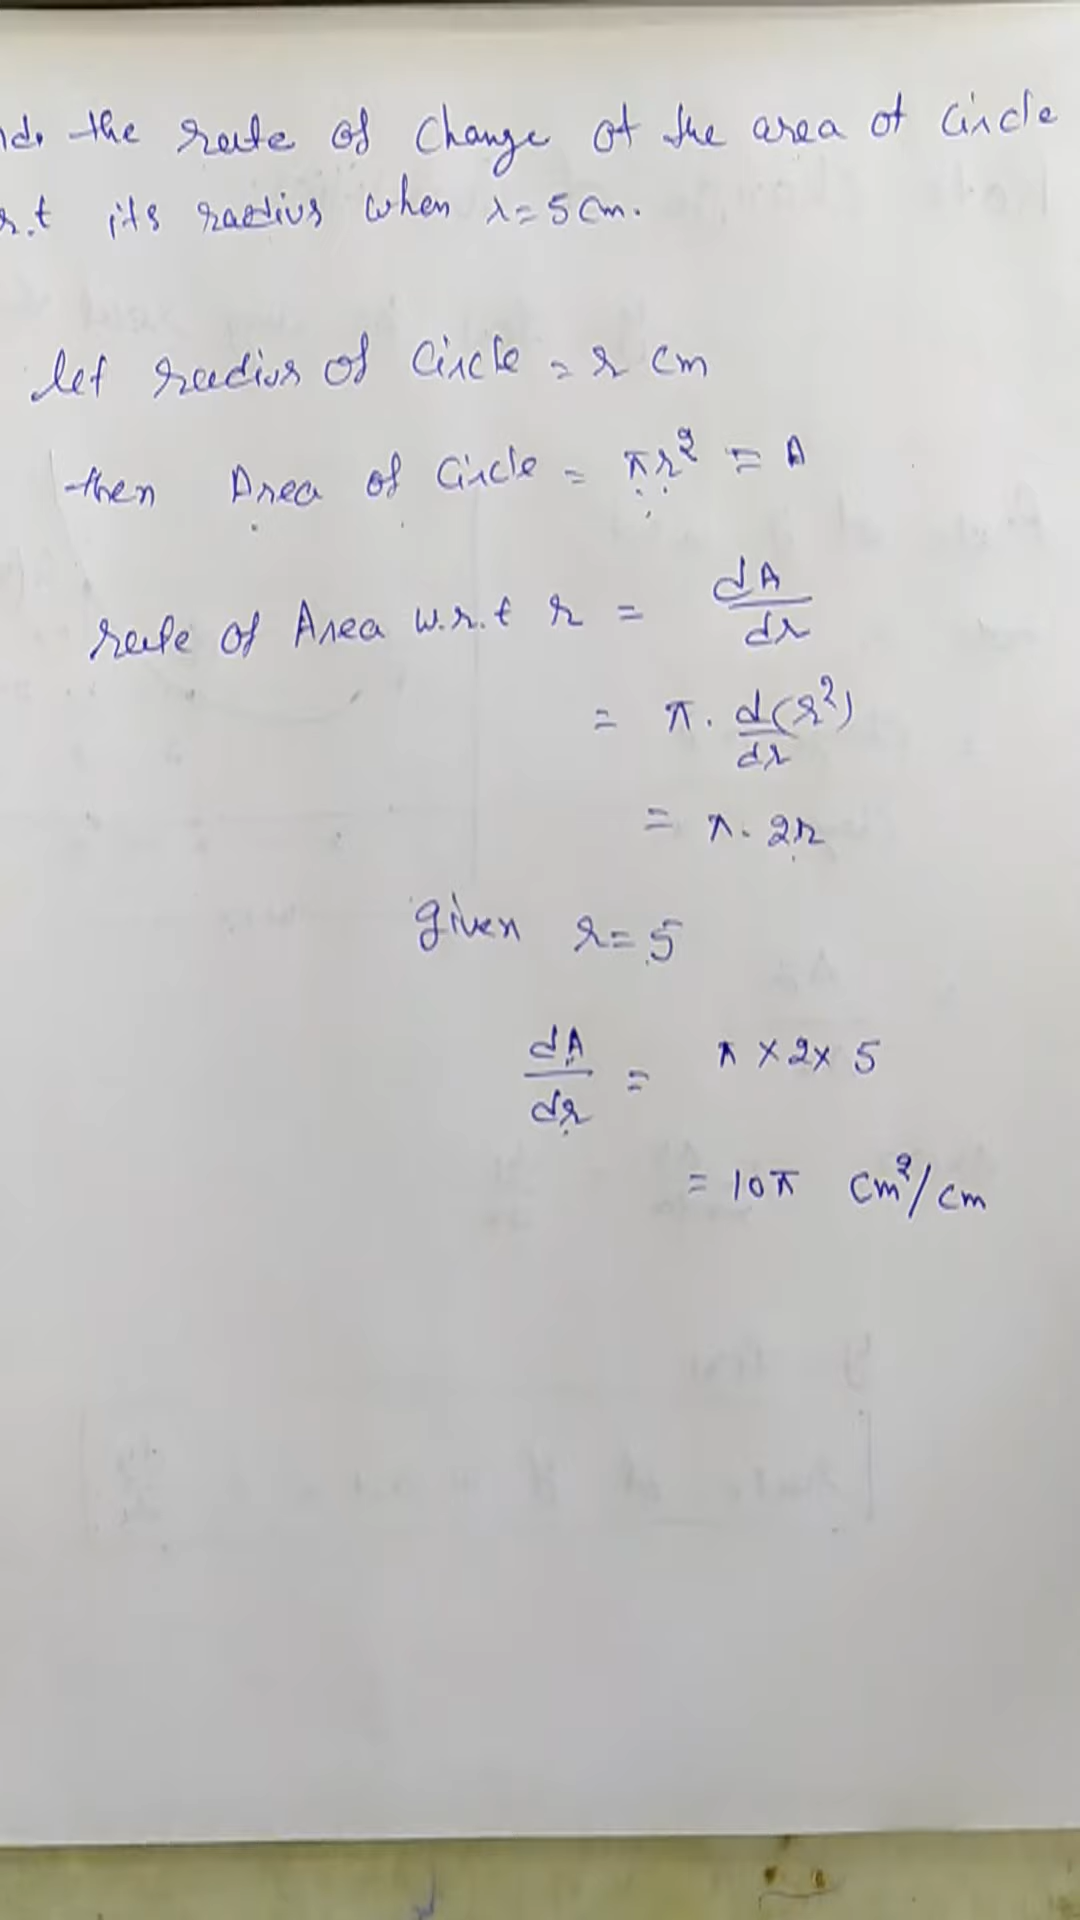 the rate of change of the area of circle
r.t its radius when r=5cm.
let radius of circle = r cm
then Area of Circle = πr² = A
rate of Area w.r.t r = dA/dr
= π. d(r²)/dr
= π. 2r
given r=5
dA/dr = π×2×5
= 10π cm²/cm